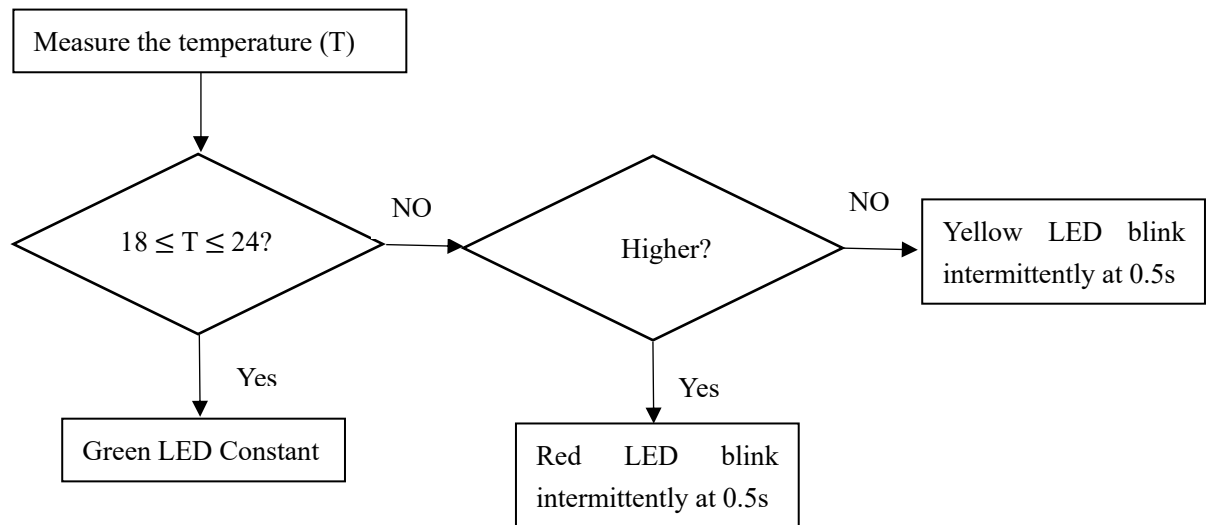 Measure the temperature (T)
18 ≤ T ≤ 24?
NO
Higher?
NO
Yellow LED blink
intermittently at 0.5s
Yes
Green LED Constant
Yes
Red LED blink
intermittently at 0.5s